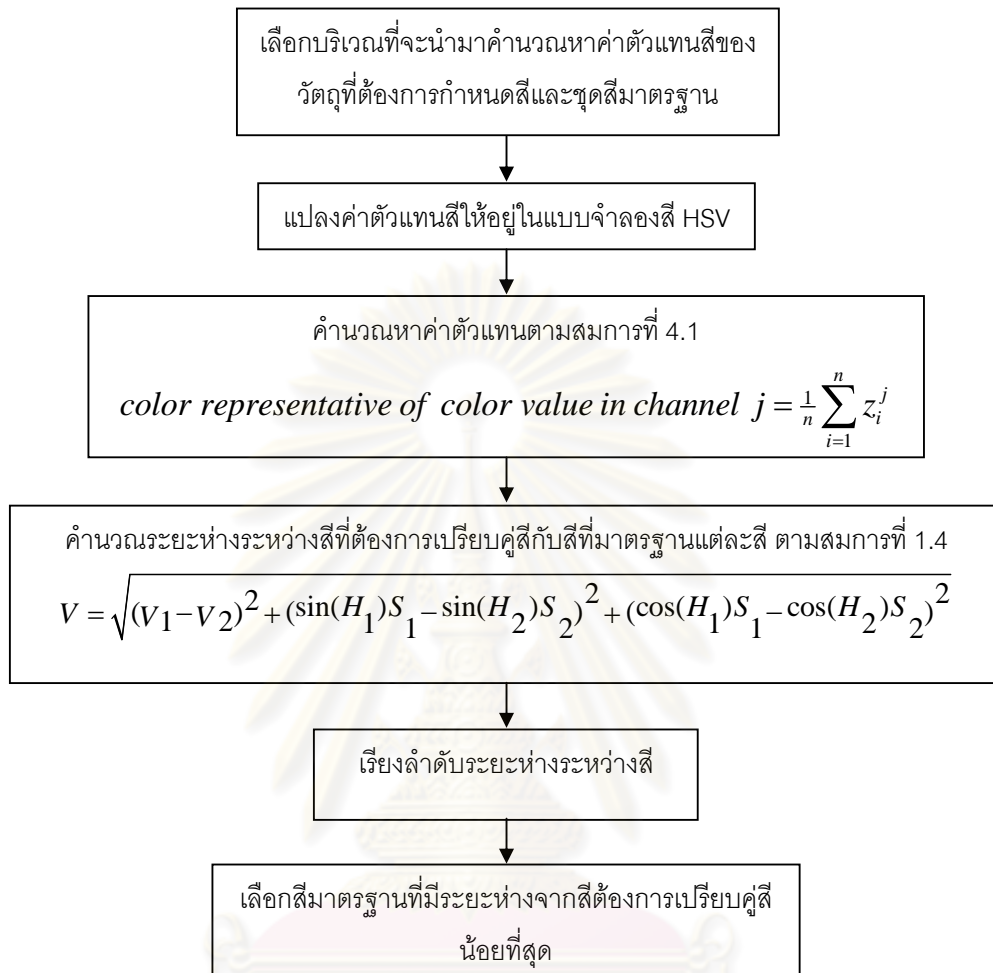 เลือกบริเวณที่จะนำมาคำนวณหาค่าตัวแทนสีของ
วัตถุที่ต้องการกำหนดสีและชุดสีมาตรฐาน
แปลงค่าตัวแทนสีให้อยู่ในแบบจำลองสี HSV
คำนวณหาค่าตัวแทนตามสมการที่ 4.1
$color\ representative\ of\ color\ value\ in\ channel\ j = \frac{1}{n}\sum_{i=1}^{n} z_i^j$
คำนวณระยะห่างระหว่างสีที่ต้องการเปรียบคู่สีกับสีที่มาตรฐานแต่ละสี ตามสมการที่ 1.4
$V = \sqrt{(V1-V2)^2+(\sin(H_1)S_1-\sin(H_2)S_2)^2+(\cos(H_1)S_1-\cos(H_2)S_2)^2}$
เรียงลำดับระยะห่างระหว่างสี
เลือกสีมาตรฐานที่มีระยะห่างจากสีต้องการเปรียบคู่สี
น้อยที่สุด